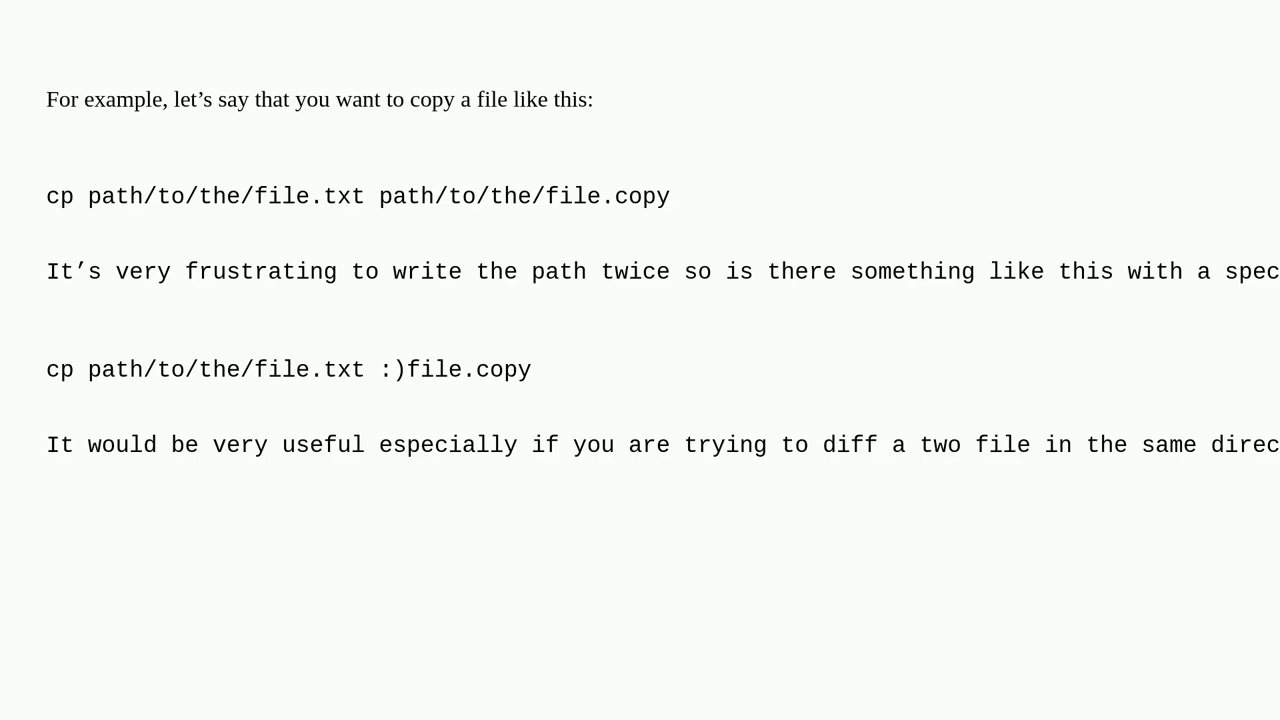 For example, let’s say that you want to copy a file like this:
cp path/to/the/file.txt path/to/the/file.copy
It’s very frustrating to write the path twice so is there something like this with a spec
cp path/to/the/file.txt :)file.copy
It would be very useful especially if you are trying to diff a two file in the same direc